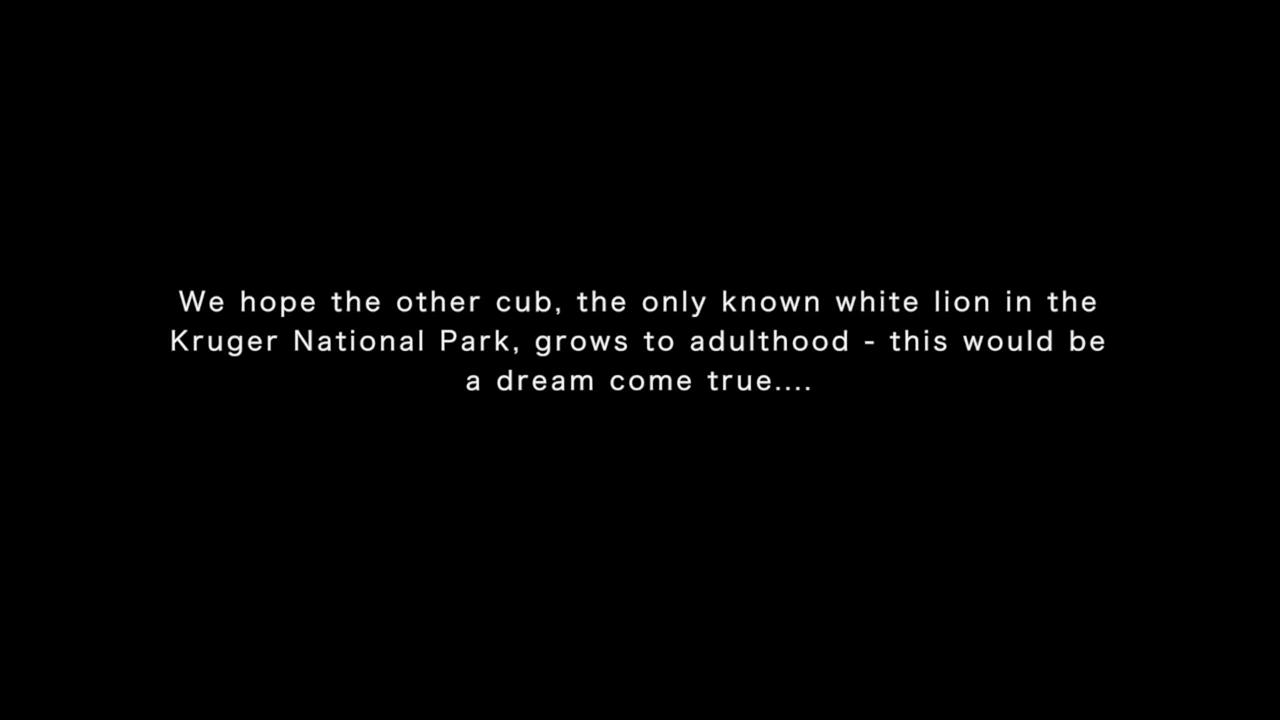 We hope the other cub, the only known white lion in the
Kruger National Park, grows to adulthood - this would be
a dream come true....